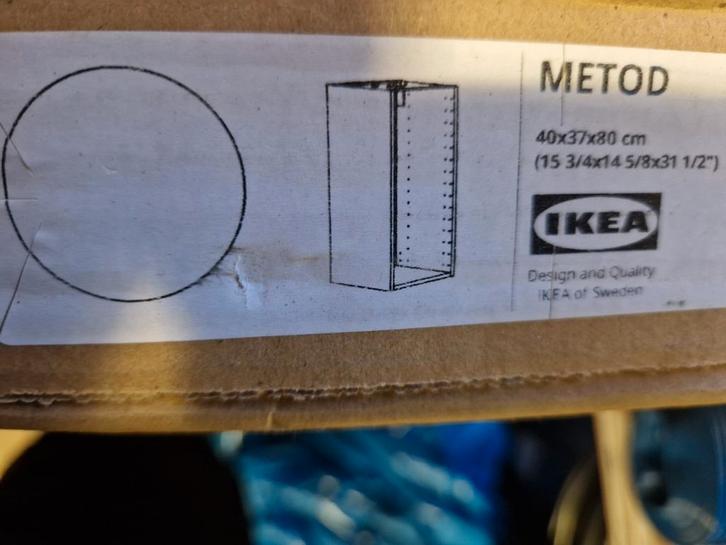 METOD
40x37x80 cm
(15 3/4x14 5/8x31 1/2")
IKEA
Design and Quality
IKEA of Sweden